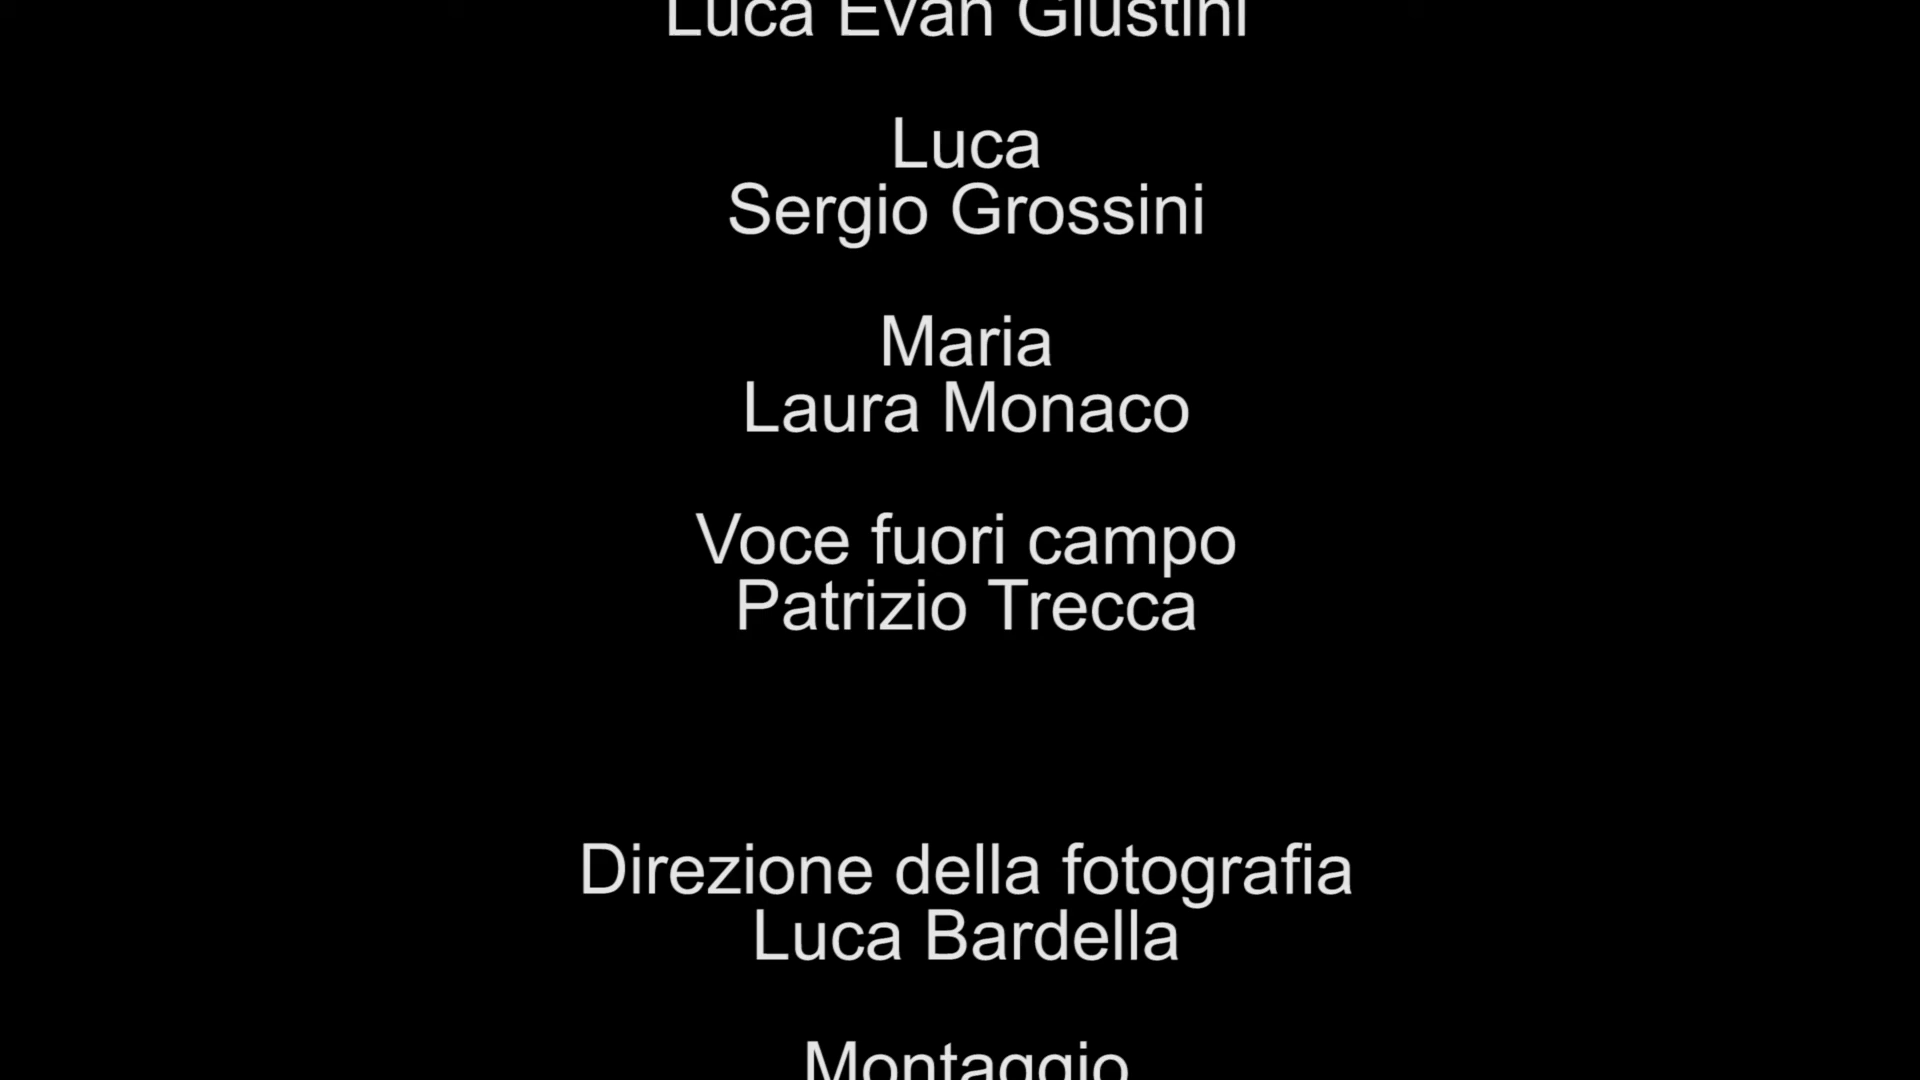 Luca Evan Giustini
Luca
Sergio Grossini
Maria
Laura Monaco
Voce fuori campo
Patrizio Trecca
Direzione della fotografia
Luca Bardella
Montaggio